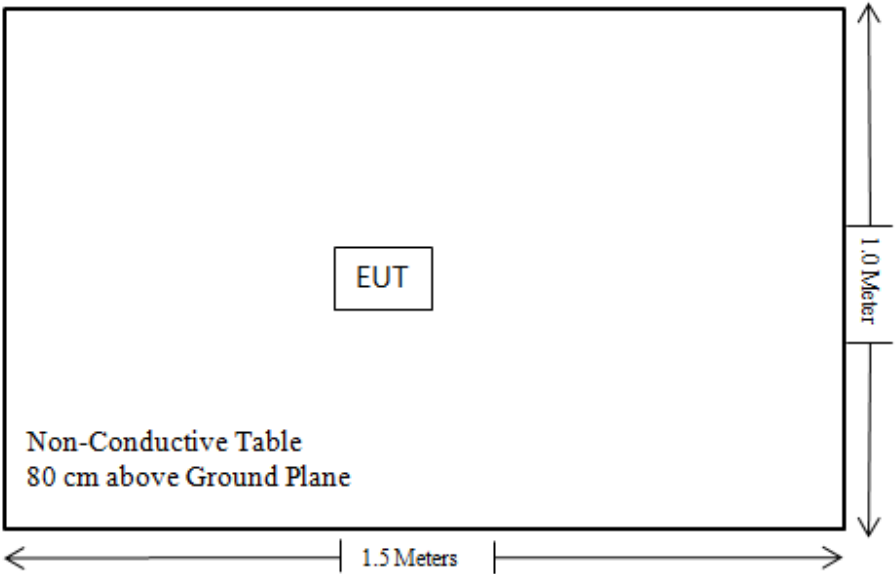 EUT
1.0 Meter
Non-Conductive Table
80 cm above Ground Plane
1.5 Meters